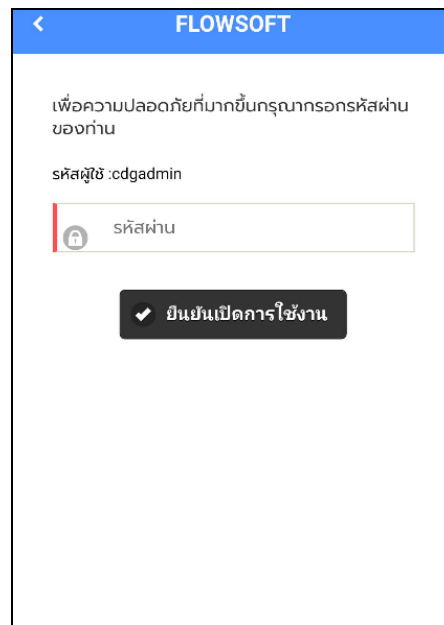 FLOWSOFT
เพื่อความปลอดภัยที่มากขึ้นกรุณากรอกรหัสผ่าน
ของท่าน
รหัสผู้ใช้ :cdgadmin
รหัสผ่าน
ยืนยันเปิดการใช้งาน